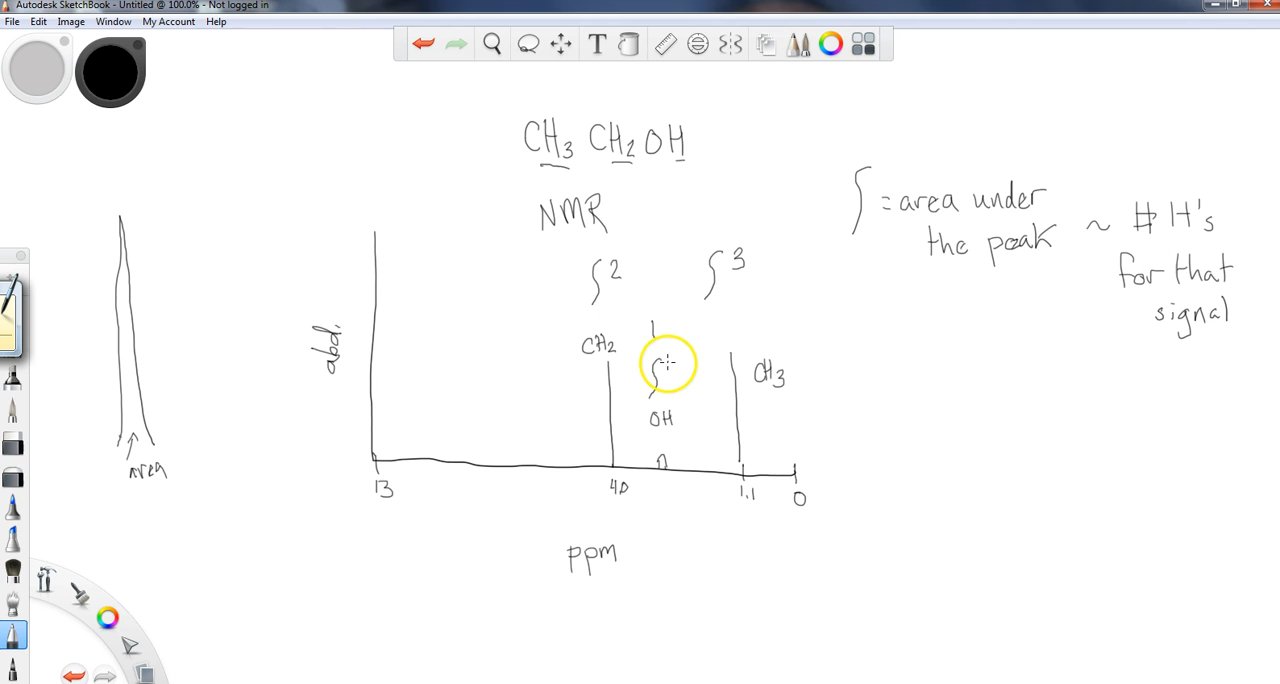 Autodesk SketchBook - Untitled @ 100.0% - Not logged in
File Edit Image Window My Account Help
CH3 CH2OH
NMR
∫ = area under
the peak ~ # H's
for that
signal
∫2
∫3
abd.
CH2
CH3
∫
OH
area
13
4.0
1.1
0
ppm